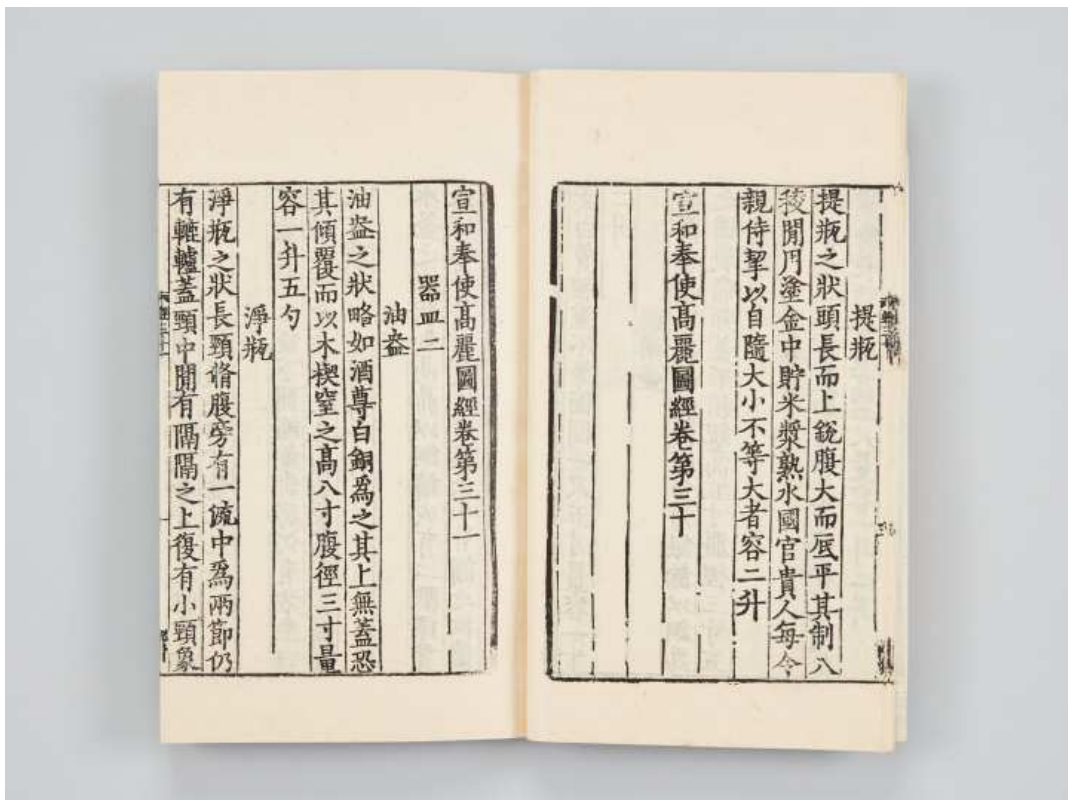 提瓶
提瓶之狀頭長而上銳腹大而底平其制八
稜閒用塗金中貯米漿熟水國官貴人每令
親侍挈以自隨大小不等大者容二升
宣和奉使高麗圖經卷第三十
宣和奉使高麗圖經卷第三十一
器皿二
油盎
油盎之狀略如酒尊白銅爲之其上無蓋恐
其傾覆而以木楔窒之高八寸腹徑三寸量
容一升五勺
淨瓶
淨瓶之狀長頸脩腹旁有一流中爲兩節仍
有轆轤蓋頸中閒有隔隔之上復有小頸象